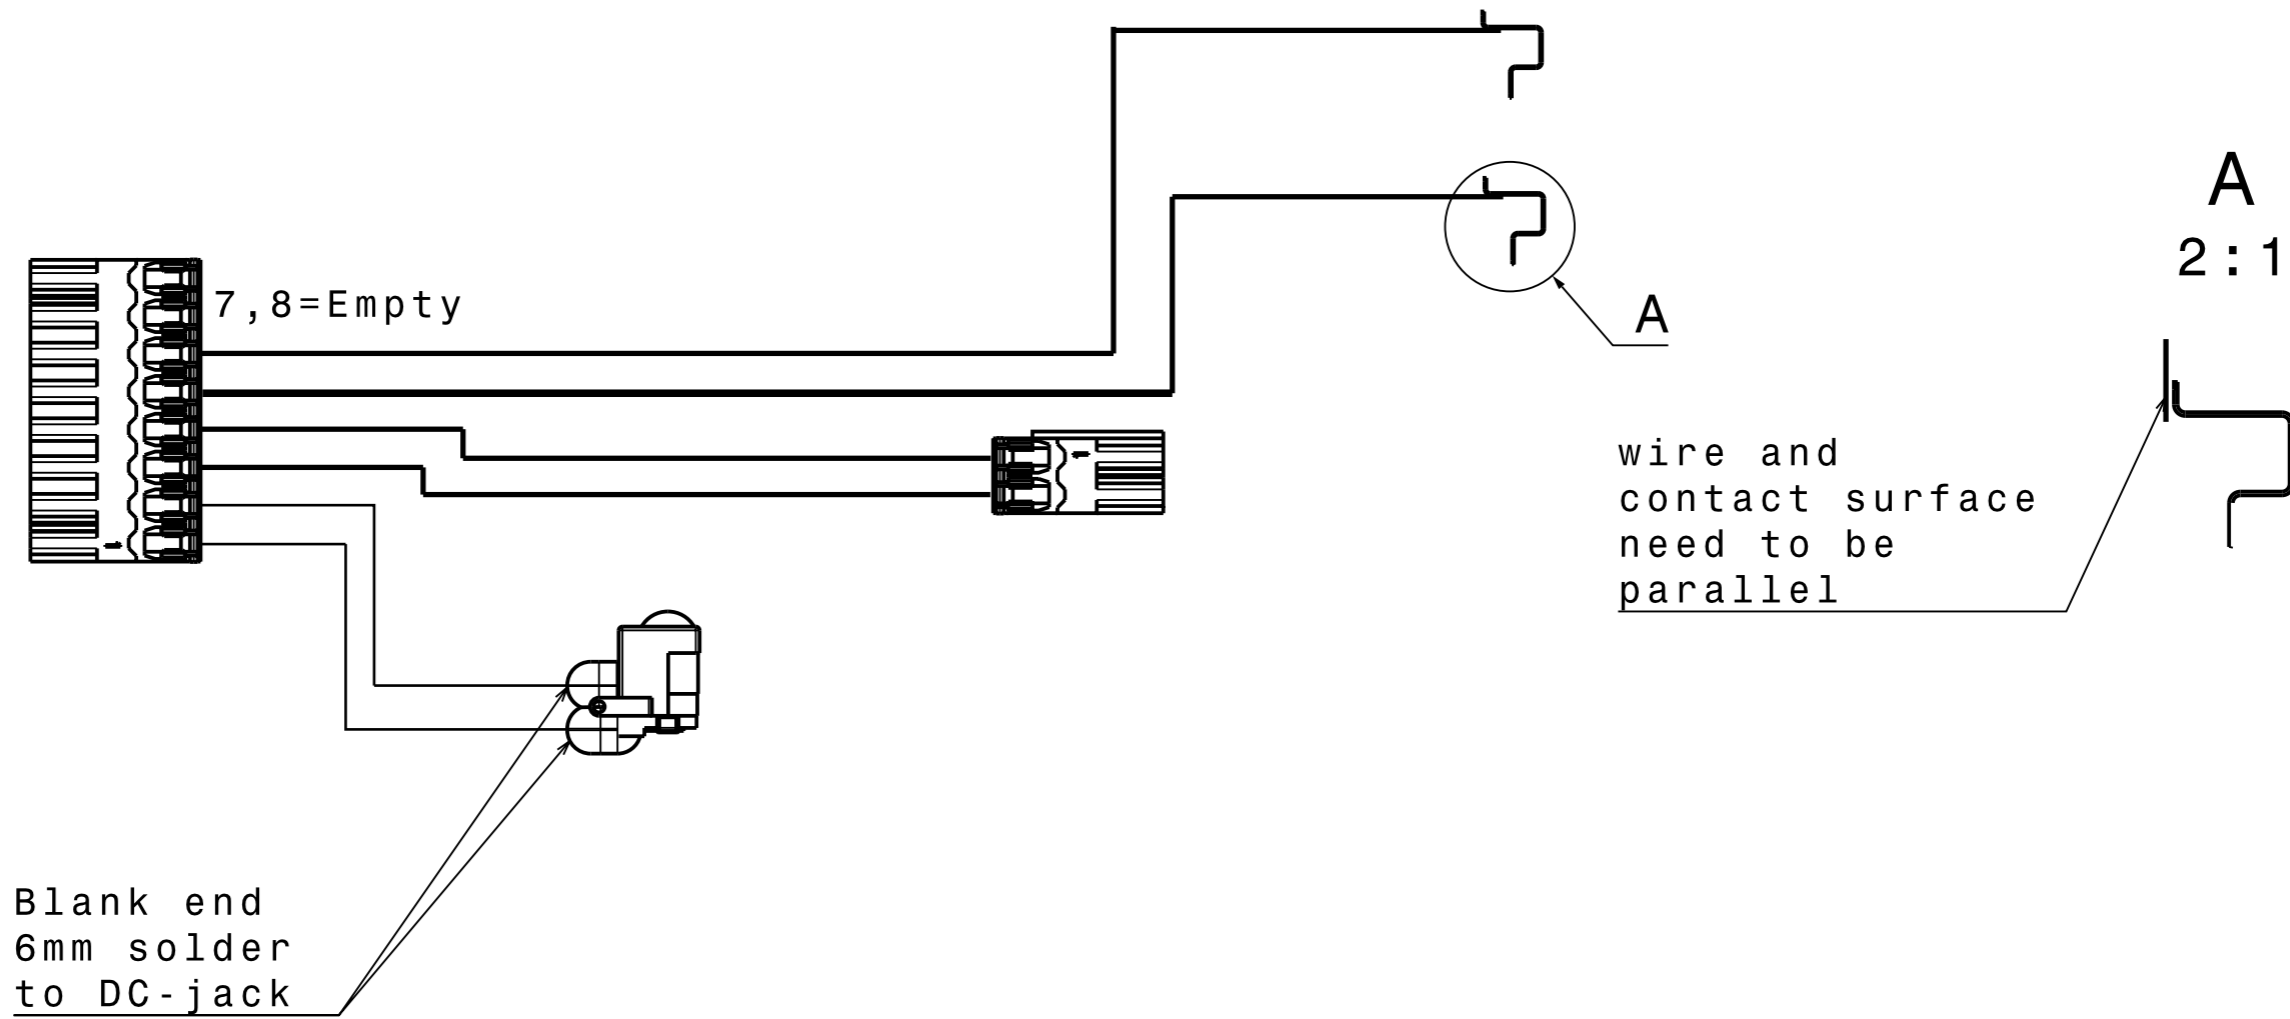 A
2:1
7,8=Empty
A
wire and
contact surface
need to be
parallel
Blank end
6mm solder
to DC-jack